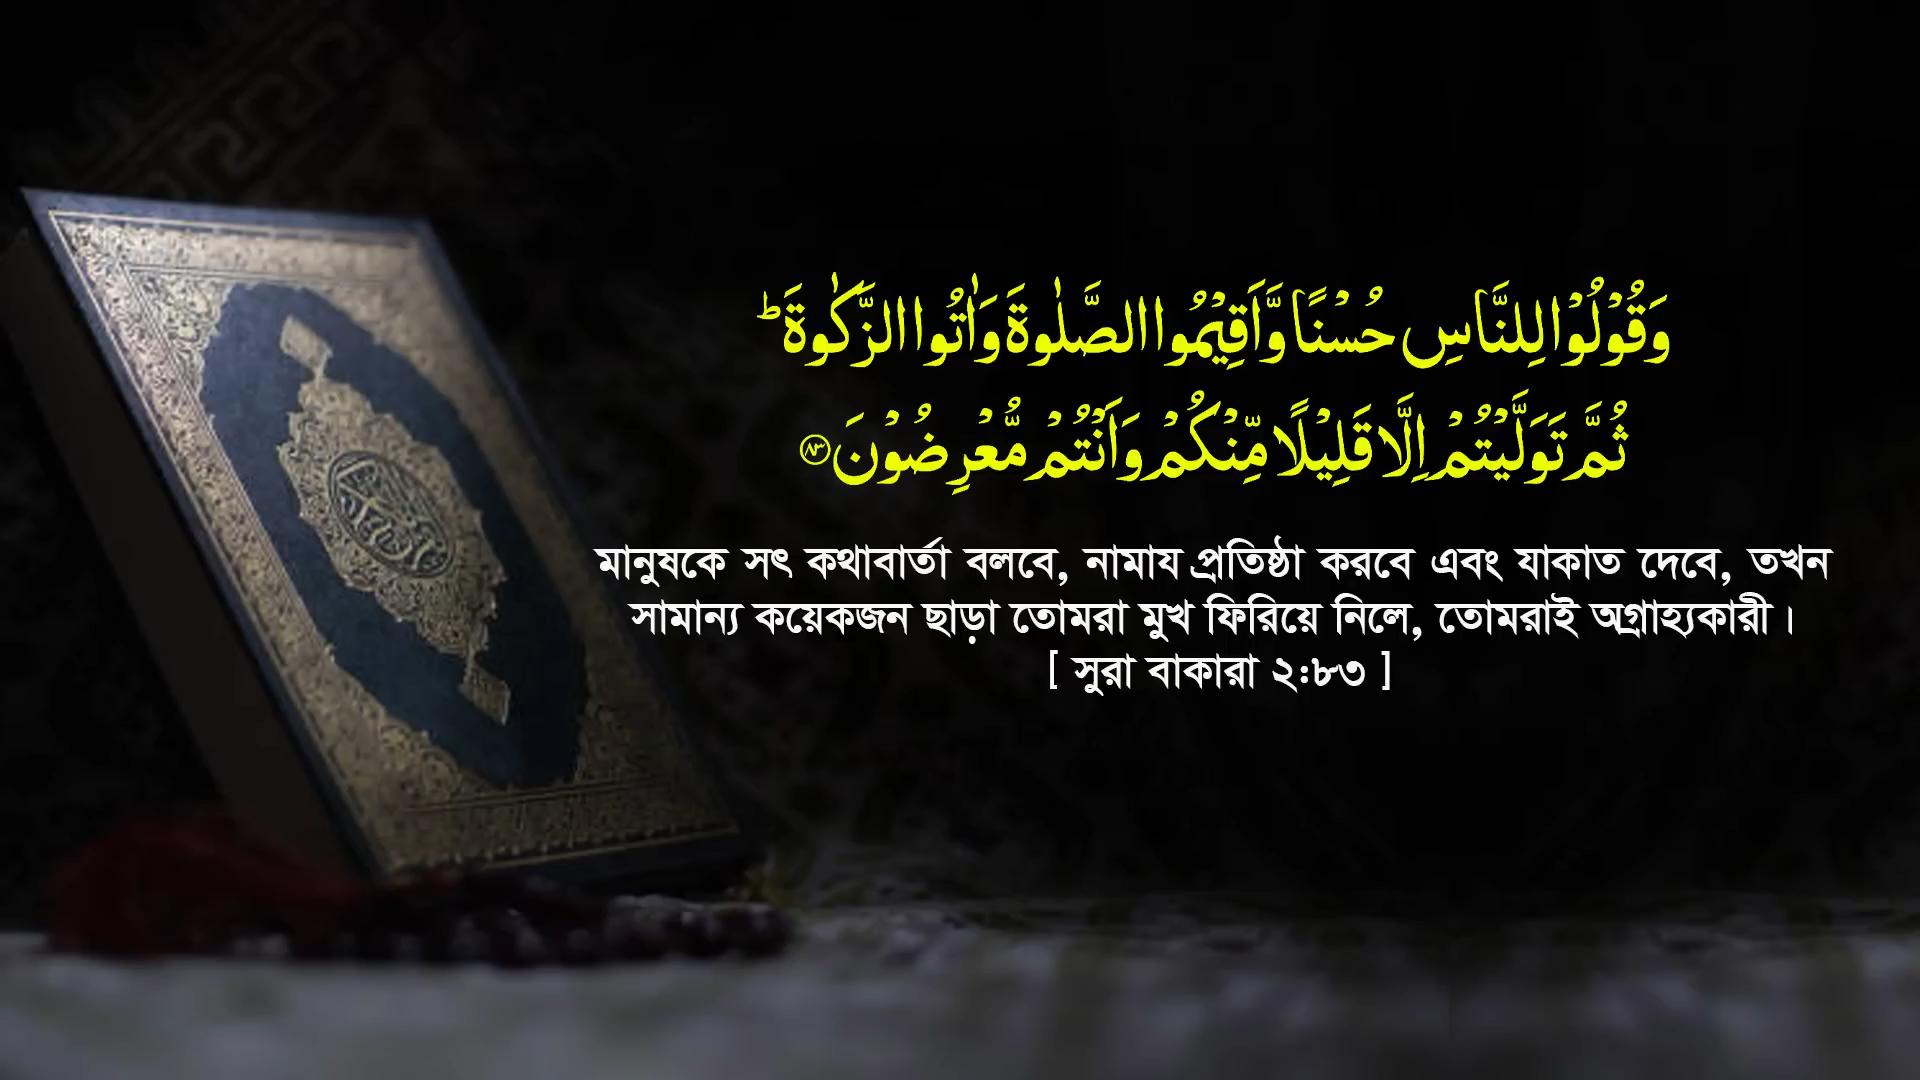 وَقُوْلُوْا لِلنَّاسِ حُسْنًا وَّاَقِيْمُوا الصَّلٰوةَ وَاٰتُوا الزَّكٰوةَ ؕ
ثُمَّ تَوَلَّيْتُمْ اِلَّا قَلِيْلًا مِّنْكُمْ وَاَنْتُمْ مُّعْرِضُوْنَ ۸۳
মানুষকে সৎ কথাবার্তা বলবে, নামায প্রতিষ্ঠা করবে এবং যাকাত দেবে, তখন
সামান্য কয়েকজন ছাড়া তোমরা মুখ ফিরিয়ে নিলে, তোমরাই অগ্রাহ্যকারী।
[ সুরা বাকারা ২:৮৩ ]